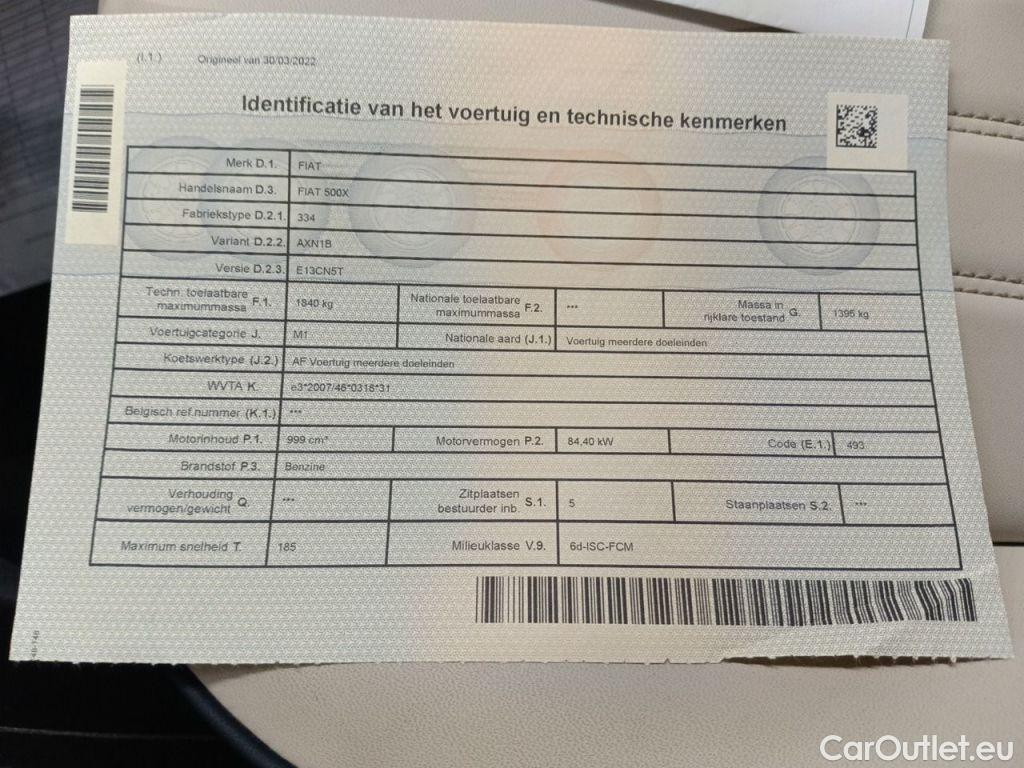 (I.1.) Origineel van 30/03/2022
Identificatie van het voertuig en technische kenmerken
Merk D.1. FIAT
Handelsnaam D.3. FIAT 500X
Fabriekstype D.2.1. 334
Variant D.2.2. AXN1B
Versie D.2.3. E13CN5T
Techn. toelaatbare maximummassa F.1. 1840 kg Nationale toelaatbare maximummassa F.2. *** Massa in rijklare toestand G. 1395 kg
Voertuigcategorie J. M1 Nationale aard (J.1.) Voertuig meerdere doeleinden
Koetswerktype (J.2.) AF Voertuig meerdere doeleinden
WVTA K. e3*2007/46*0316*31
Belgisch ref.nummer (K.1.) ***
Motorinhoud P.1. 999 cm³ Motorvermogen P.2. 84,40 kW Code (E.1.) 493
Brandstof P.3. Benzine
Verhouding vermogen/gewicht Q. *** Zitplaatsen bestuurder inb. S.1. 5 Staanplaatsen S.2. ***
Maximum snelheid T. 185 Milieuklasse V.9. 6d-ISC-FCM
CarOutlet.eu